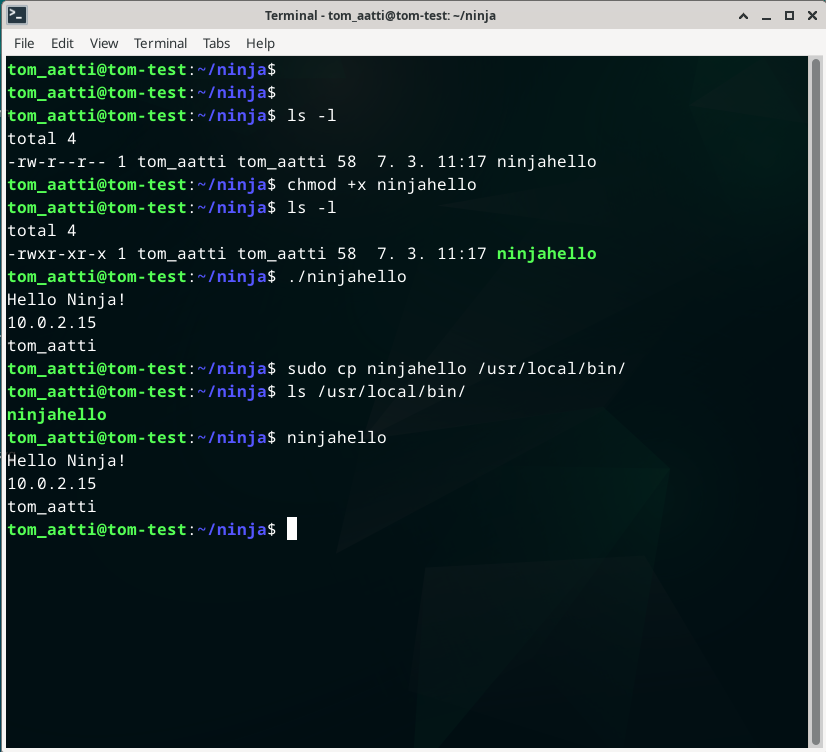 Terminal - tom_aatti@tom-test: ~/ninja
File Edit View Terminal Tabs Help
tom_aatti@tom-test:~/ninja$
tom_aatti@tom-test:~/ninja$
tom_aatti@tom-test:~/ninja$ ls -l
total 4
-rw-r--r-- 1 tom_aatti tom_aatti 58  7. 3. 11:17 ninjahello
tom_aatti@tom-test:~/ninja$ chmod +x ninjahello
tom_aatti@tom-test:~/ninja$ ls -l
total 4
-rwxr-xr-x 1 tom_aatti tom_aatti 58  7. 3. 11:17 ninjahello
tom_aatti@tom-test:~/ninja$ ./ninjahello
Hello Ninja!
10.0.2.15
tom_aatti
tom_aatti@tom-test:~/ninja$ sudo cp ninjahello /usr/local/bin/
tom_aatti@tom-test:~/ninja$ ls /usr/local/bin/
ninjahello
tom_aatti@tom-test:~/ninja$ ninjahello
Hello Ninja!
10.0.2.15
tom_aatti
tom_aatti@tom-test:~/ninja$